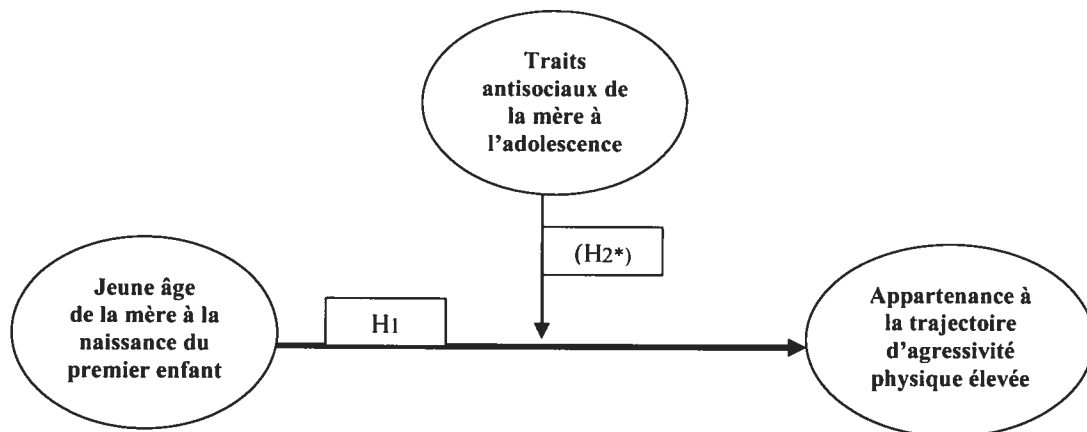 Traits
antisociaux de
la mère à
l'adolescence
(H2*)
Jeune âge
de la mère à la
naissance du
premier enfant
H1
Appartenance à
la trajectoire
d'agressivité
physique élevée